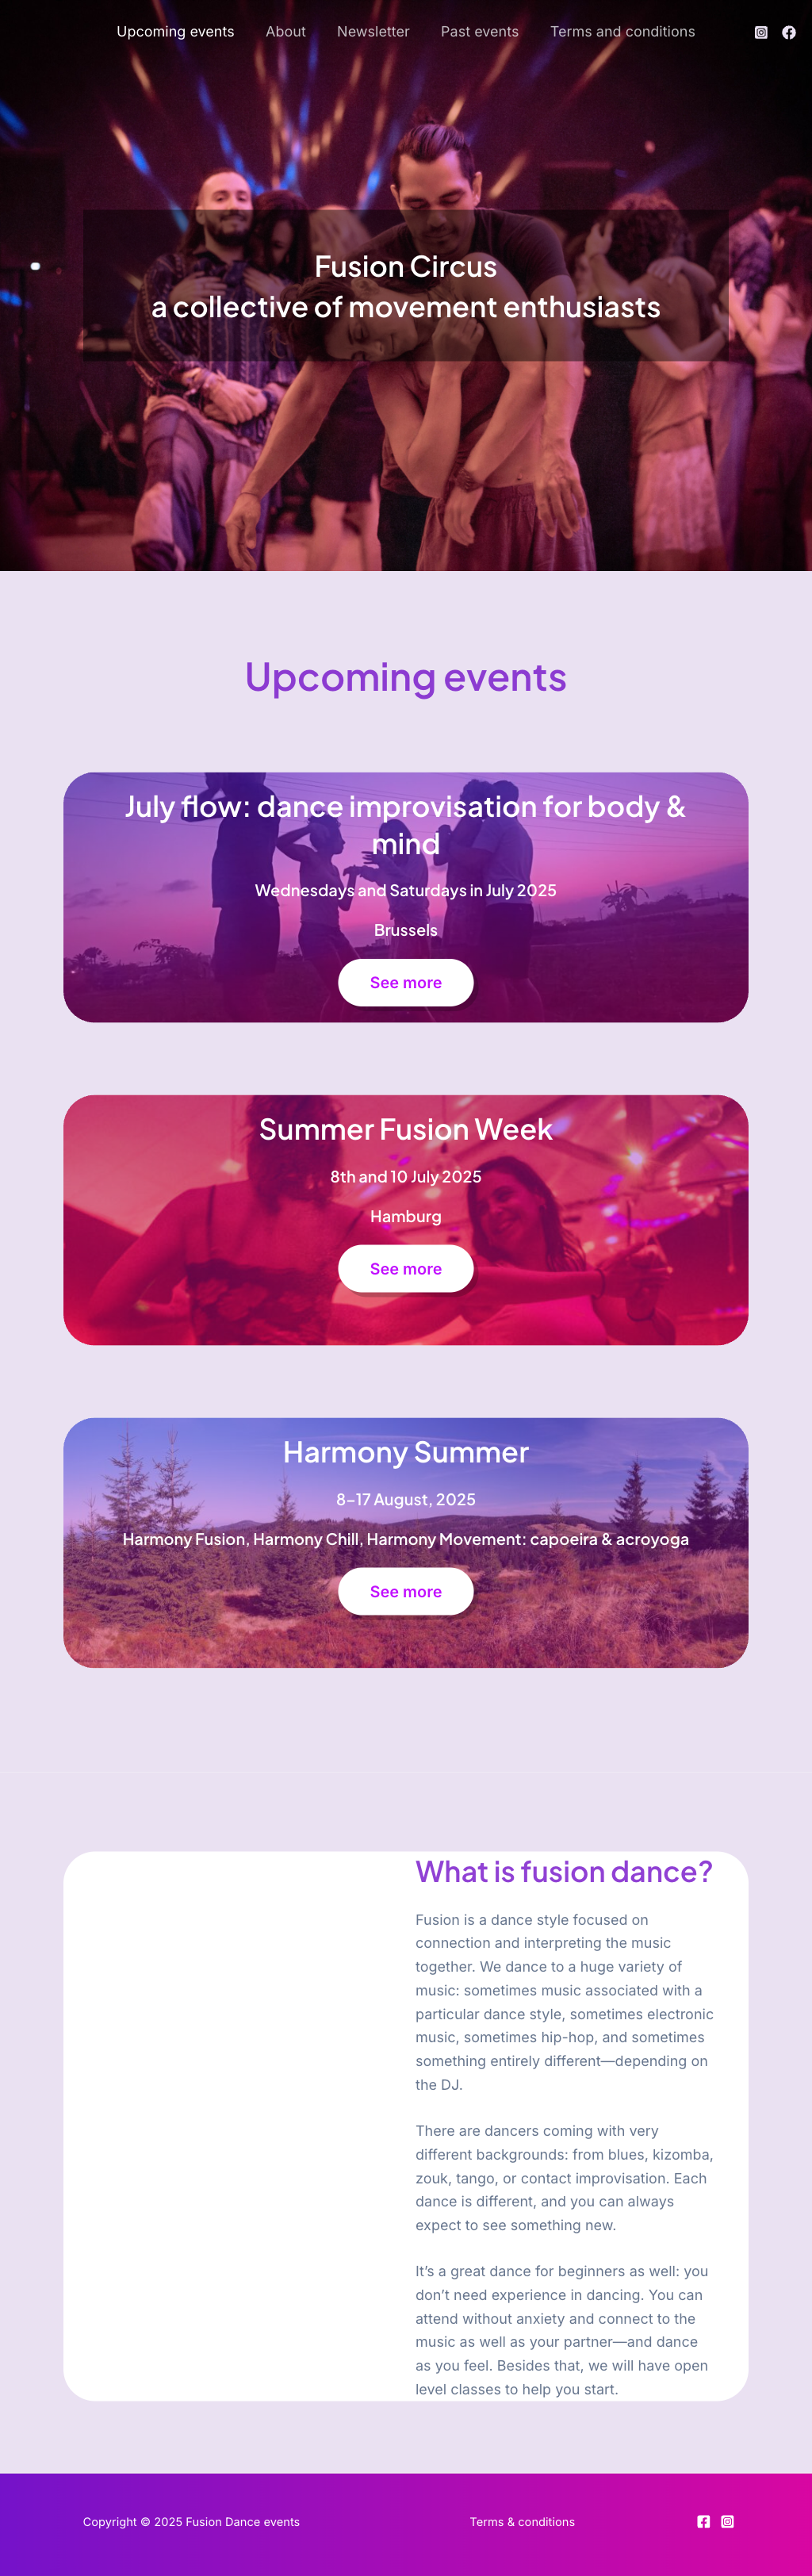 Upcoming events About Newsletter Past events Terms and conditions
Fusion Circus
a collective of movement enthusiasts
Upcoming events
July flow: dance improvisation for body &
mind
Wednesdays and Saturdays in July 2025
Brussels
See more
Summer Fusion Week
8th and 10 July 2025
Hamburg
See more
Harmony Summer
8–17 August, 2025
Harmony Fusion, Harmony Chill, Harmony Movement: capoeira & acroyoga
See more
What is fusion dance?
Fusion is a dance style focused on
connection and interpreting the music
together. We dance to a huge variety of
music: sometimes music associated with a
particular dance style, sometimes electronic
music, sometimes hip-hop, and sometimes
something entirely different—depending on
the DJ.
There are dancers coming with very
different backgrounds: from blues, kizomba,
zouk, tango, or contact improvisation. Each
dance is different, and you can always
expect to see something new.
It’s a great dance for beginners as well: you
don’t need experience in dancing. You can
attend without anxiety and connect to the
music as well as your partner—and dance
as you feel. Besides that, we will have open
level classes to help you start.
Copyright © 2025 Fusion Dance events
Terms & conditions